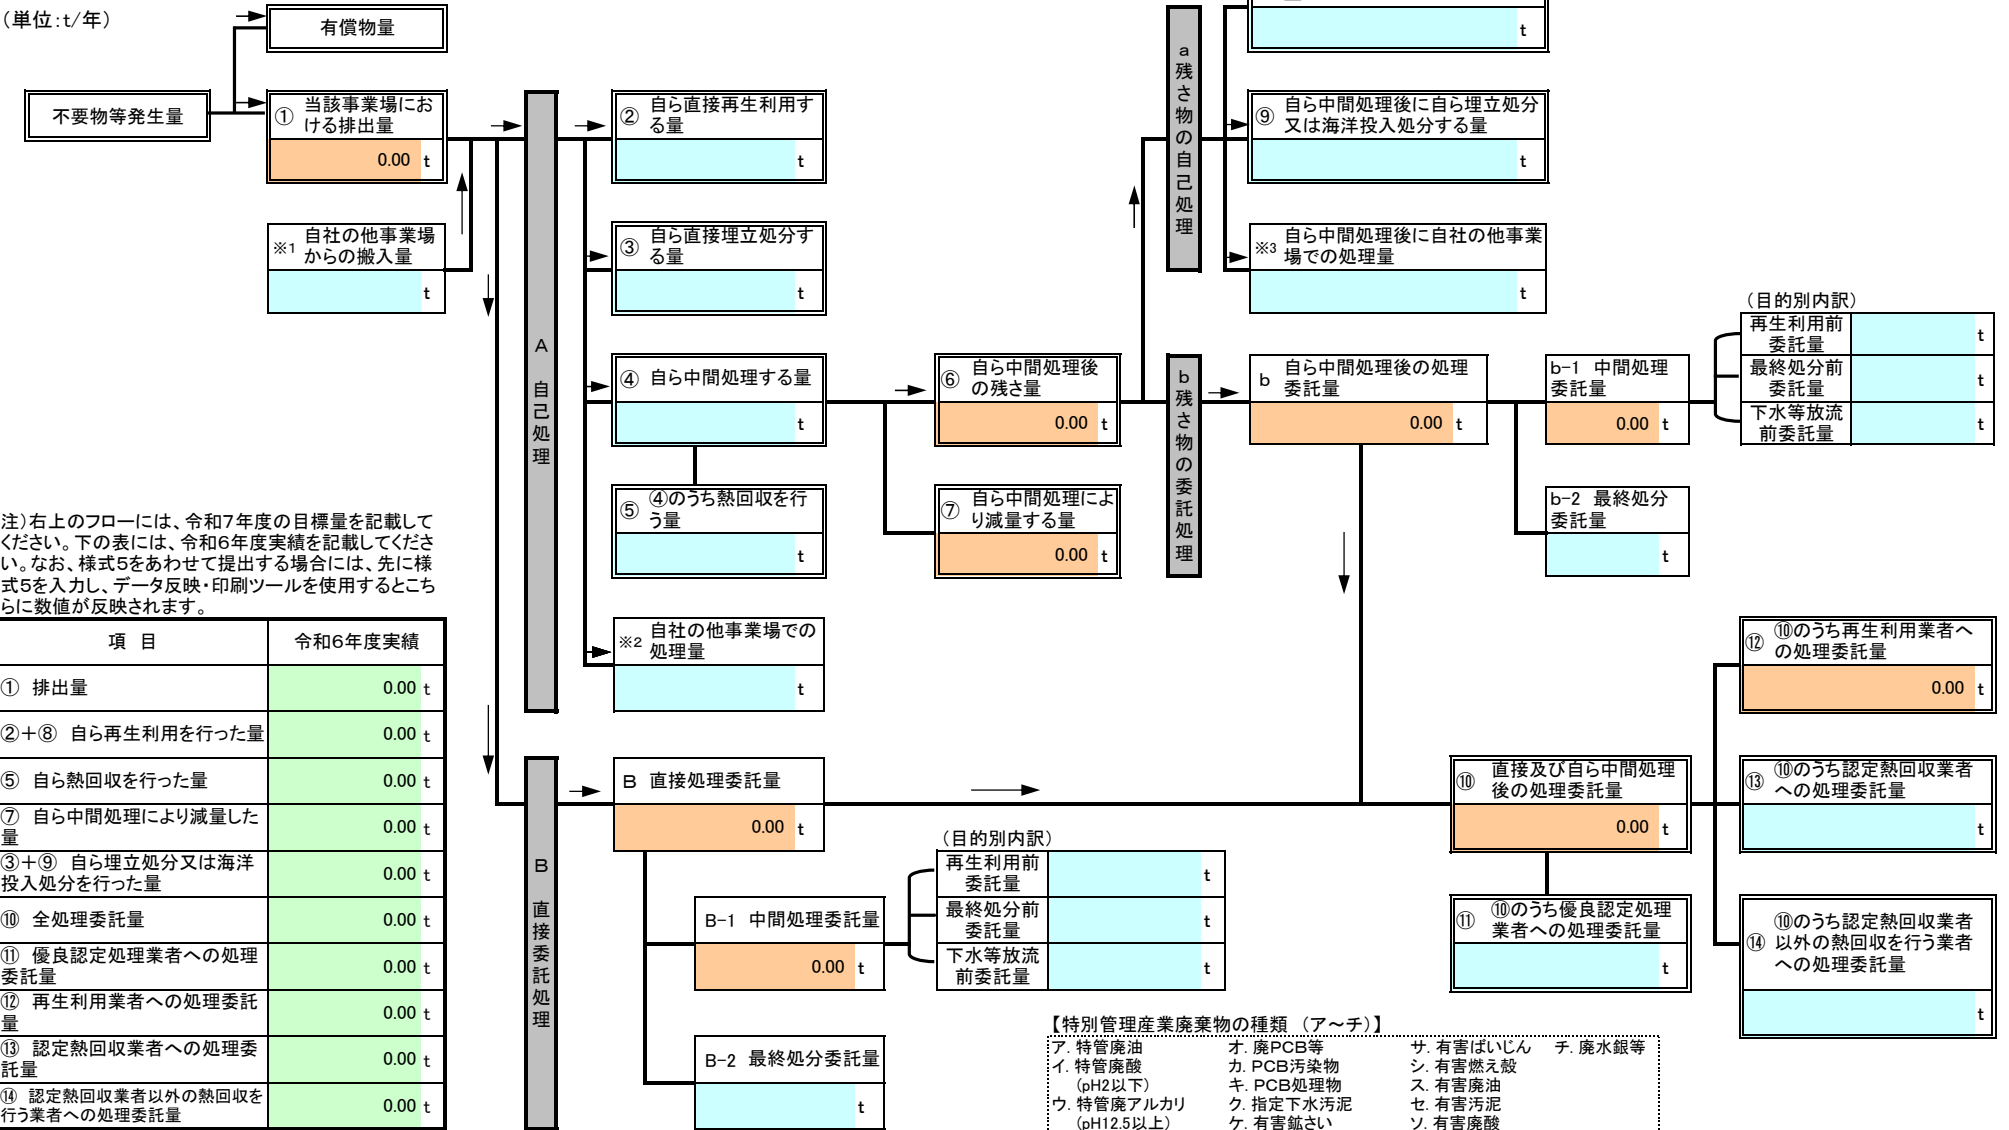 （単位：t/年）
有償物量
不要物等発生量
① 当該事業場にお
ける排出量
0.00 t
※1 自社の他事業場
からの搬入量
t
A 自己処理
② 自ら直接再生利用す
る量
t
③ 自ら直接埋立処分す
る量
t
④ 自ら中間処理する量
t
⑤ ④のうち熱回収を行
う量
t
※2 自社の他事業場での
処理量
t
⑥ 自ら中間処理後
の残さ量
0.00 t
⑦ 自ら中間処理によ
り減量する量
0.00 t
a 残さ物の自己処理
t
⑨ 自ら中間処理後に自ら埋立処分
又は海洋投入処分する量
t
※3 自ら中間処理後に自社の他事業
場での処理量
t
b 残さ物の委託処理
b 自ら中間処理後の処理
委託量
0.00 t
b-1 中間処理
委託量
0.00 t
b-2 最終処分
委託量
t
（目的別内訳）
再生利用前
委託量
t
最終処分前
委託量
t
下水等放流
前委託量
t
注）右上のフローには、令和7年度の目標量を記載して
ください。下の表には、令和6年度実績を記載してくださ
い。なお、様式5をあわせて提出する場合には、先に様
式5を入力し、データ反映・印刷ツールを使用するとこち
らに数値が反映されます。
項 目 令和6年度実績
① 排出量 0.00 t
②＋⑧ 自ら再生利用を行った量 0.00 t
⑤ 自ら熱回収を行った量 0.00 t
⑦ 自ら中間処理により減量した
量 0.00 t
③＋⑨ 自ら埋立処分又は海洋
投入処分を行った量 0.00 t
⑩ 全処理委託量 0.00 t
⑪ 優良認定処理業者への処理
委託量 0.00 t
⑫ 再生利用業者への処理委託
量 0.00 t
⑬ 認定熱回収業者への処理委
託量 0.00 t
⑭ 認定熱回収業者以外の熱回収を
行う業者への処理委託量 0.00 t
B 直接委託処理
B 直接処理委託量
0.00 t
B-1 中間処理委託量
0.00 t
B-2 最終処分委託量
t
（目的別内訳）
再生利用前
委託量
t
最終処分前
委託量
t
下水等放流
前委託量
t
⑩ 直接及び自ら中間処理
後の処理委託量
0.00 t
⑪ ⑩のうち優良認定処理
業者への処理委託量
t
⑫ ⑩のうち再生利用業者へ
の処理委託量
0.00 t
⑬ ⑩のうち認定熱回収業者
への処理委託量
t
⑭ ⑩のうち認定熱回収業者
以外の熱回収を行う業者
への処理委託量
t
【特別管理産業廃棄物の種類 （ア～チ）】
ア. 特管廃油 オ. 廃PCB等 サ. 有害ばいじん チ. 廃水銀等
イ. 特管廃酸 カ. PCB汚染物 シ. 有害燃え殻
（pH2以下） キ. PCB処理物 ス. 有害廃油
ウ. 特管廃アルカリ ク. 指定下水汚泥 セ. 有害汚泥
（pH12.5以上） ケ. 有害鉱さい ソ. 有害廃酸